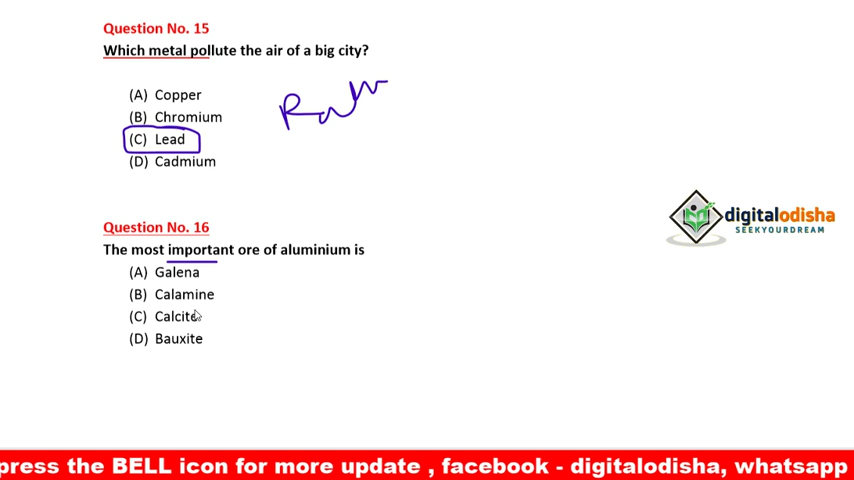 Question No. 15
Which metal pollute the air of a big city?
(A) Copper
(B) Chromium
(C) Lead
(D) Cadmium
digitalodisha
SEEKYOURDREAM
Question No. 16
The most important ore of aluminium is
(A) Galena
(B) Calamine
(C) Calcite
(D) Bauxite
press the BELL icon for more update , facebook - digitalodisha, whatsapp